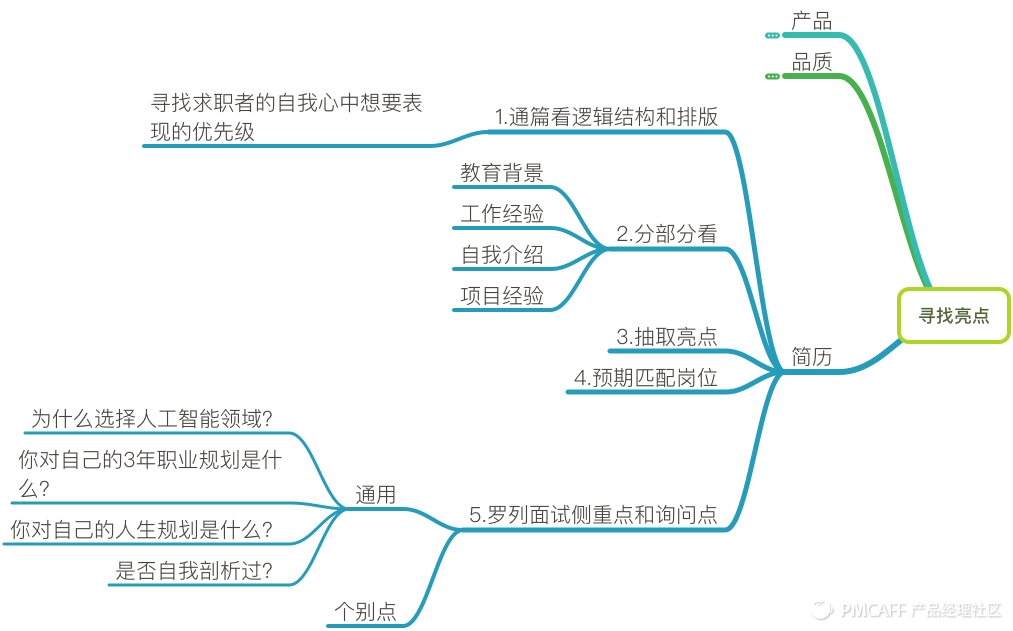 产品
品质
寻找求职者的自我心中想要表
现的优先级
1.通篇看逻辑结构和排版
教育背景
工作经验
自我介绍
项目经验
2.分部分看
寻找亮点
3.抽取亮点
简历
4.预期匹配岗位
为什么选择人工智能领域?
你对自己的3年职业规划是什
么?
你对自己的人生规划是什么?
是否自我剖析过?
通用
5.罗列面试侧重点和询问点
个别点
PMCAFF 产品经理社区